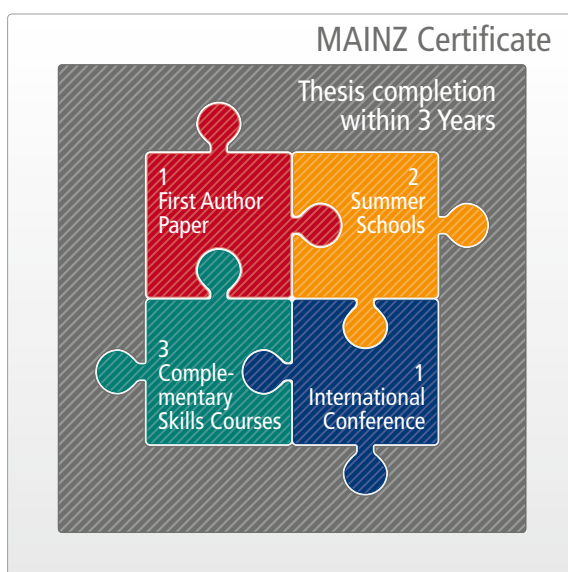 MAINZ Certificate
Thesis completion
within 3 Years
1
First Author
Paper
2
Summer
Schools
3
Comple-
mentary
Skills Courses
1
International
Conference